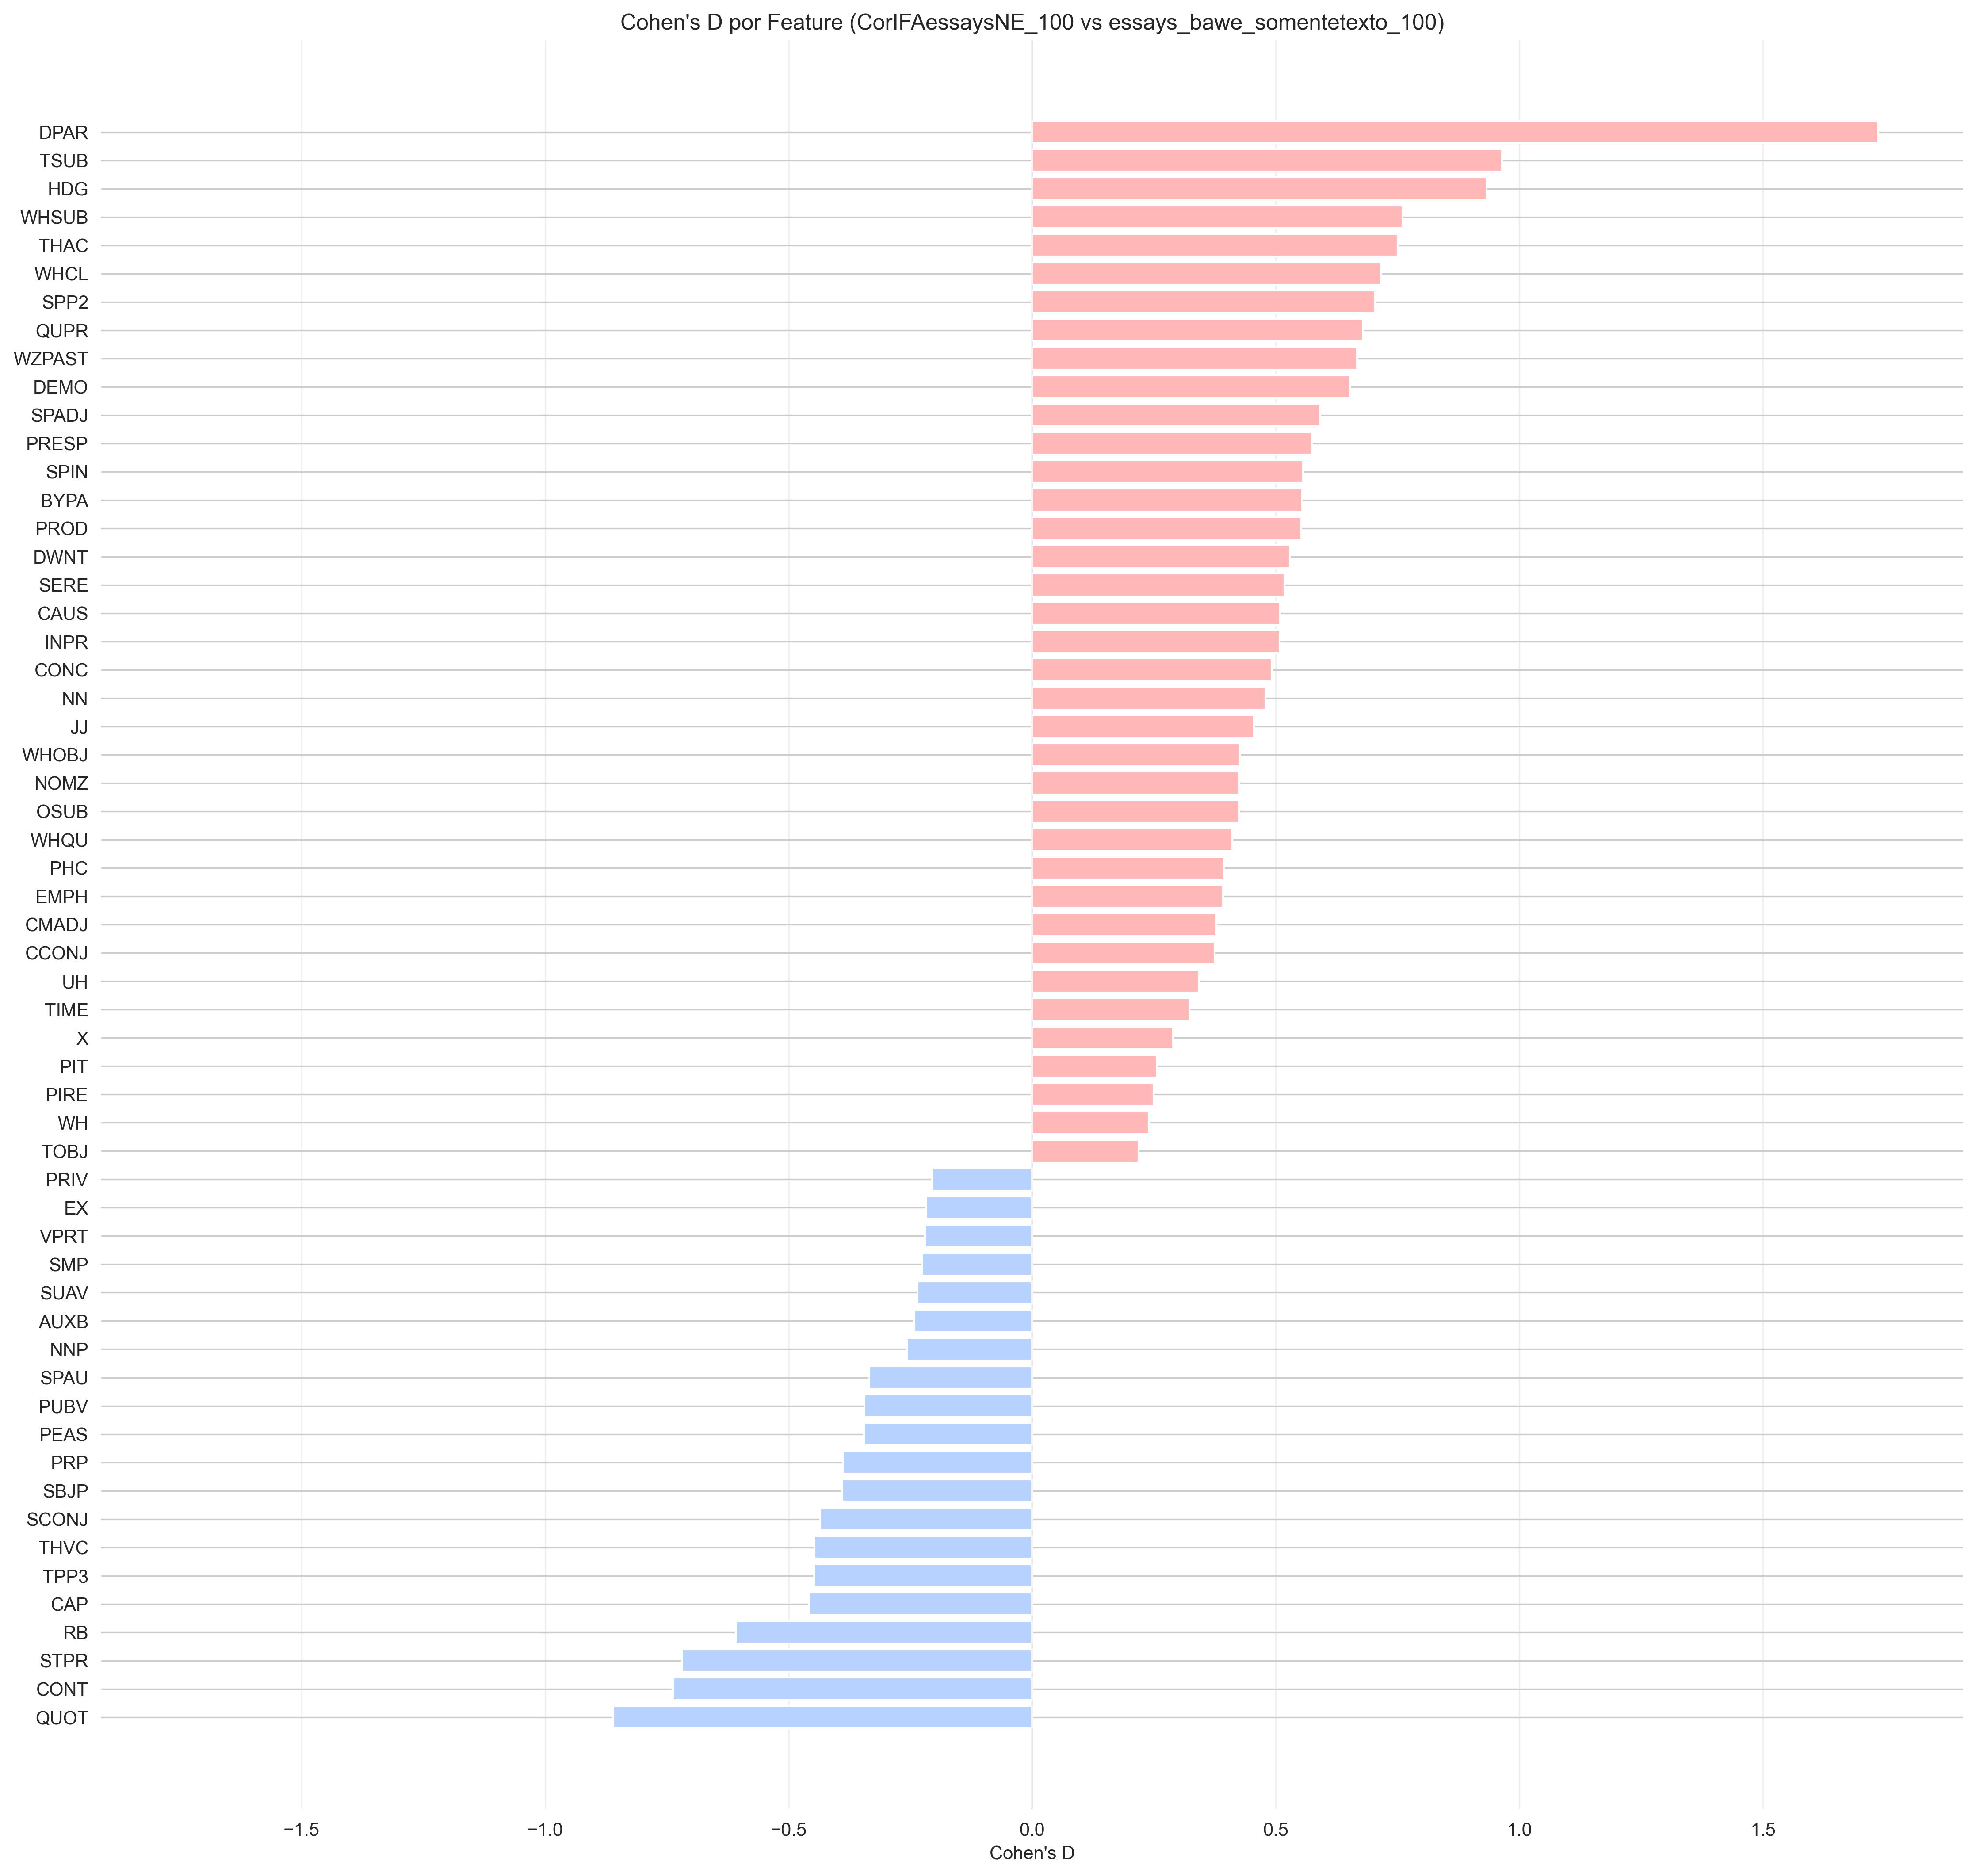 Cohen's D por Feature (CorIFAessaysNE_100 vs essays_bawe_somentetexto_100)
DPAR
TSUB
HDG
WHSUB
THAC
WHCL
SPP2
QUPR
WZPAST
DEMO
SPADJ
PRESP
SPIN
BYPA
PROD
DWNT
SERE
CAUS
INPR
CONC
NN
JJ
WHOBJ
NOMZ
OSUB
WHQU
PHC
EMPH
CMADJ
CCONJ
UH
TIME
X
PIT
PIRE
WH
TOBJ
PRIV
EX
VPRT
SMP
SUAV
AUXB
NNP
SPAU
PUBV
PEAS
PRP
SBJP
SCONJ
THVC
TPP3
CAP
RB
STPR
CONT
QUOT
−1.5 −1.0 −0.5 0.0 0.5 1.0 1.5
Cohen's D